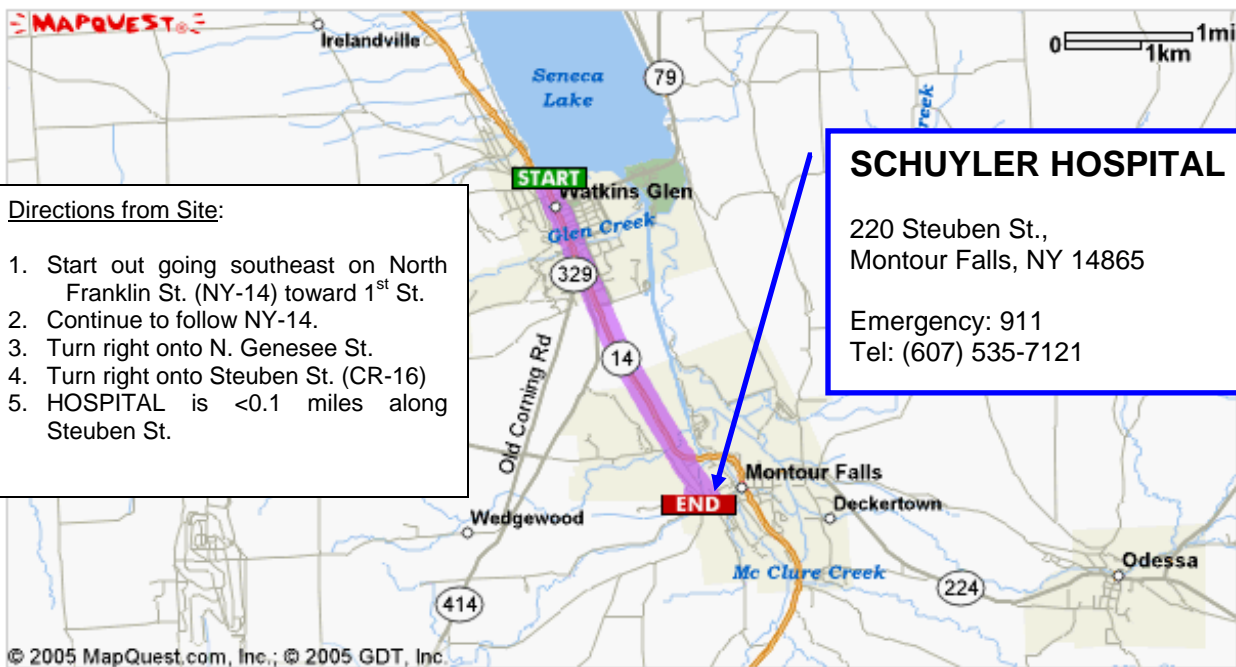 MAPQUEST®
Irelandville
0 1mi
1km
79
Seneca
Lake
reek
START
Watkins Glen
Glen Creek
329
14
Old Corning Rd
Montour Falls
END
Deckertown
Wedgewood
Mc Clure Creek
Odessa
224
414
© 2005 MapQuest.com, Inc.; © 2005 GDT, Inc.
Directions from Site:
1. Start out going southeast on North
Franklin St. (NY-14) toward 1st St.
2. Continue to follow NY-14.
3. Turn right onto N. Genesee St.
4. Turn right onto Steuben St. (CR-16)
5. HOSPITAL is <0.1 miles along
Steuben St.
SCHUYLER HOSPITAL
220 Steuben St.,
Montour Falls, NY 14865
Emergency: 911
Tel: (607) 535-7121